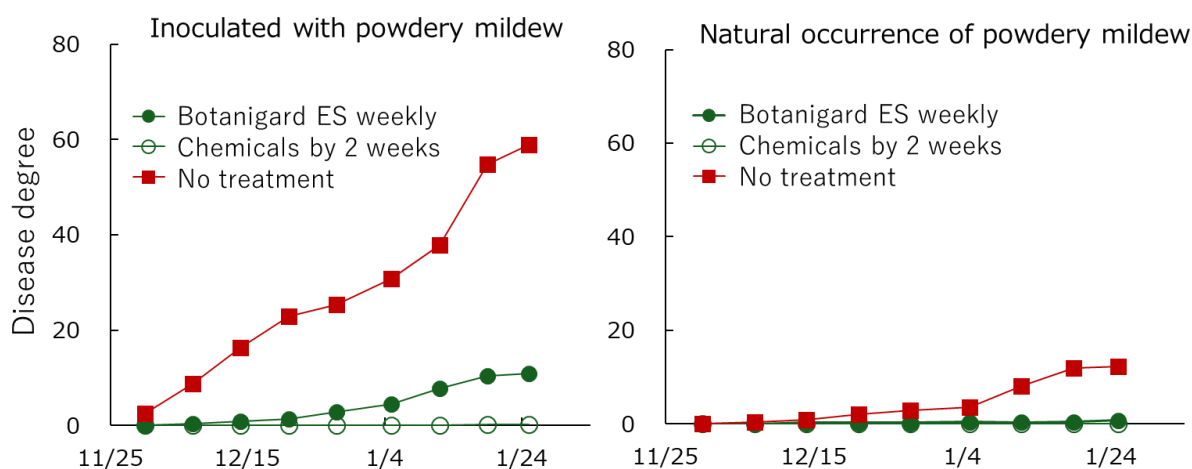 Inoculated with powdery mildew
80
60
40
20
0
Disease degree
Botanigard ES weekly
Chemicals by 2 weeks
No treatment
11/25
12/15
1/4
1/24
Natural occurrence of powdery mildew
80
60
40
20
0
Botanigard ES weekly
Chemicals by 2 weeks
No treatment
11/25
12/15
1/4
1/24